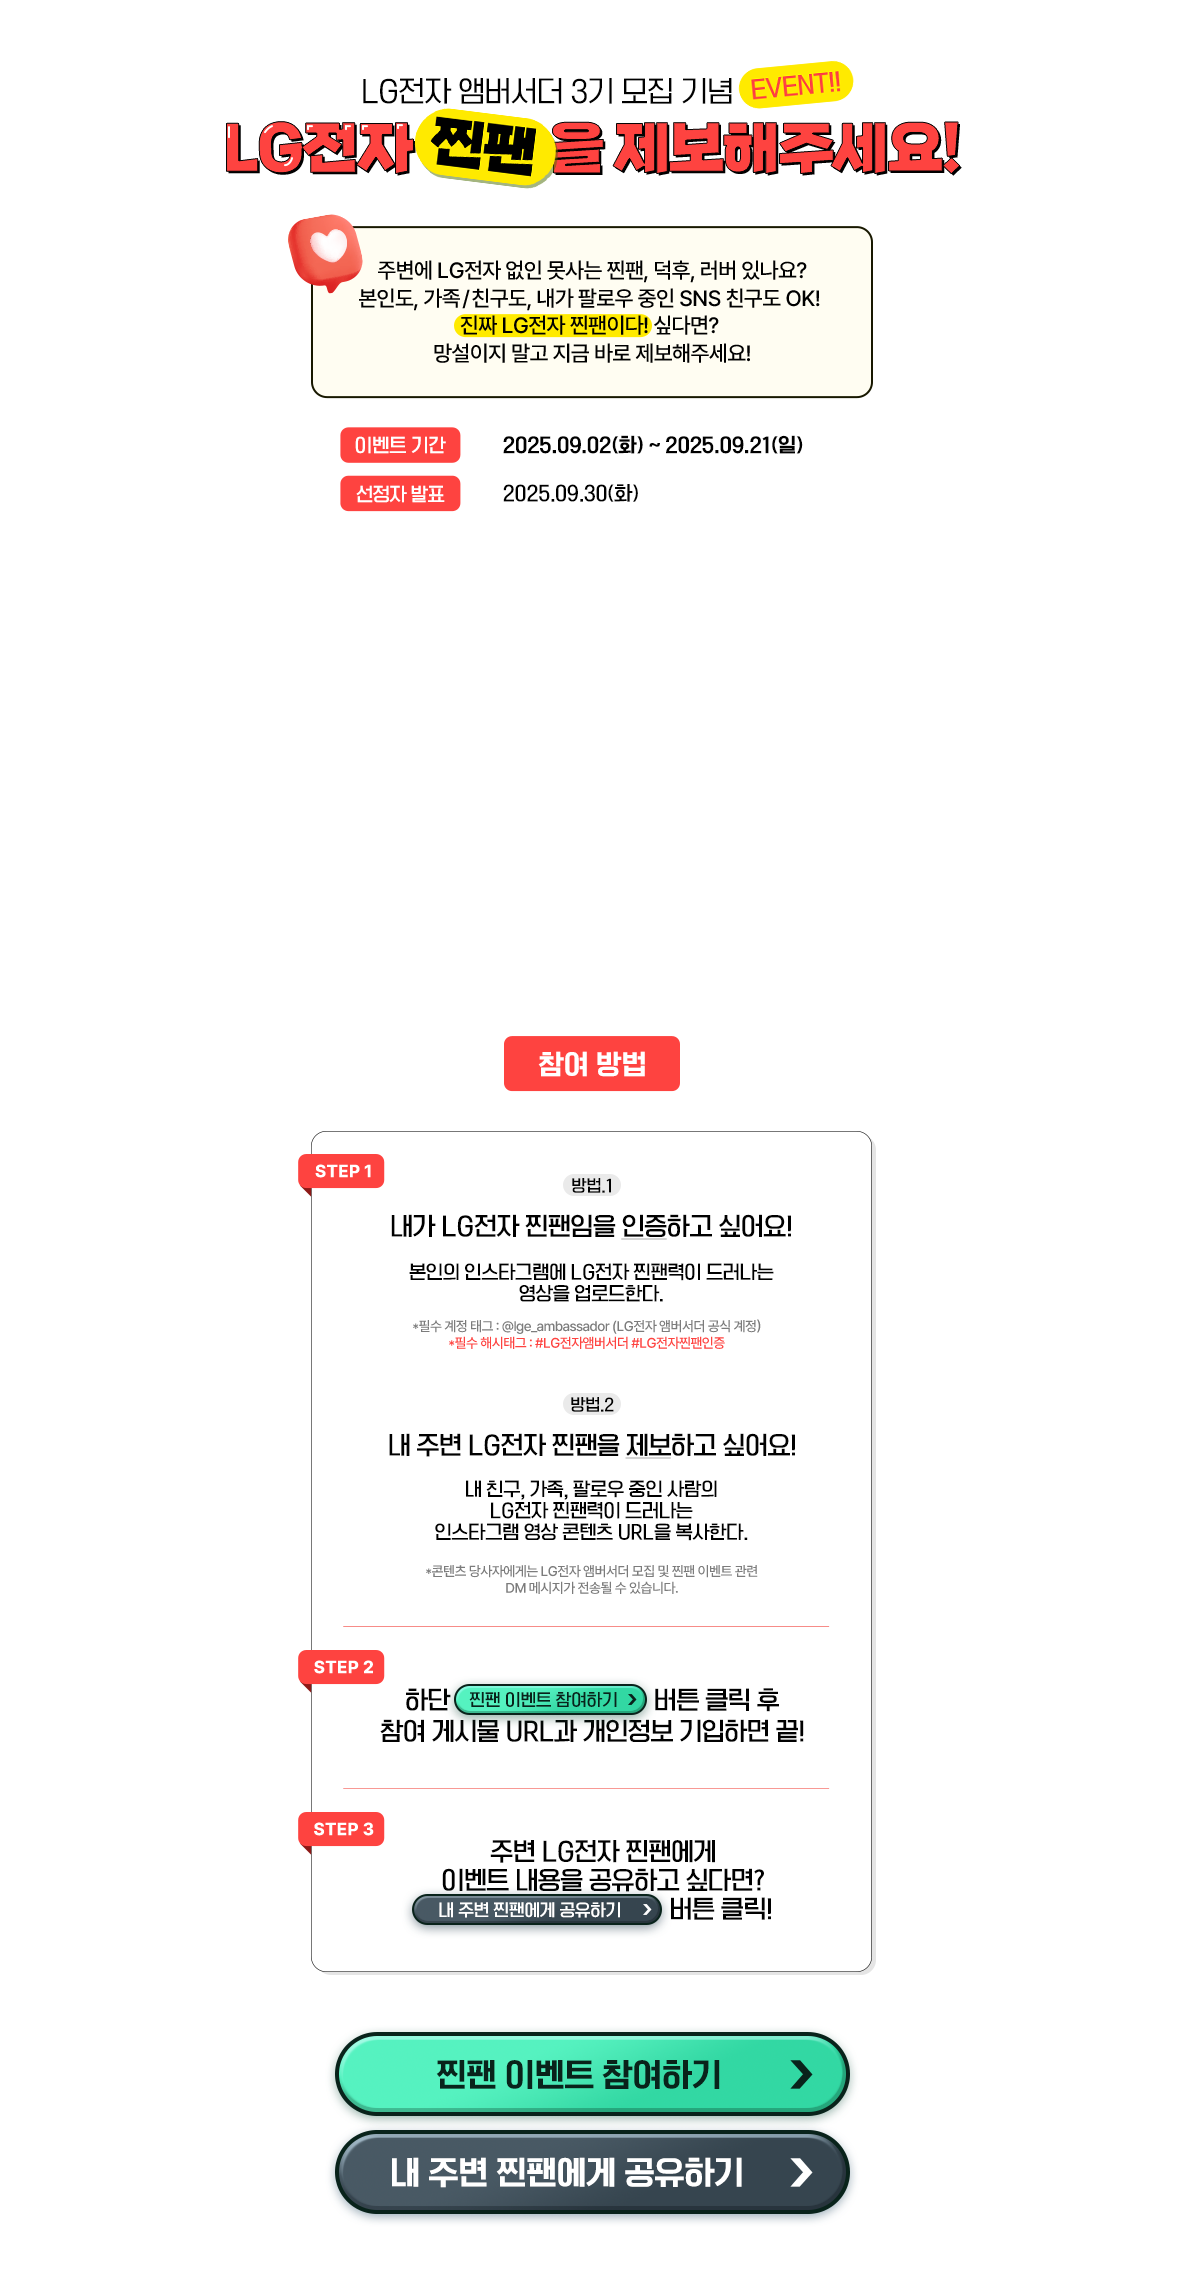 LG전자 앰버서더 3기 모집 기념 EVENT!!
LG전자 찐팬을 제보해주세요!
주변에 LG전자 없인 못사는 찐팬, 덕후, 러버 있나요?
본인도, 가족/친구도, 내가 팔로우 중인 SNS 친구도 OK!
진짜 LG전자 찐팬이다! 싶다면?
망설이지 말고 지금 바로 제보해주세요!
이벤트 기간 2025.09.02(화) ~ 2025.09.21(일)
선정자 발표 2025.09.30(화)
참여 방법
STEP 1
방법.1
내가 LG전자 찐팬임을 인증하고 싶어요!
본인의 인스타그램에 LG전자 찐팬력이 드러나는
영상을 업로드한다.
*필수 계정 태그 : @lge_ambassador (LG전자 앰버서더 공식 계정)
*필수 해시태그 : #LG전자앰버서더 #LG전자찐팬인증
방법.2
내 주변 LG전자 찐팬을 제보하고 싶어요!
내 친구, 가족, 팔로우 중인 사람의
LG전자 찐팬력이 드러나는
인스타그램 영상 콘텐츠 URL을 복사한다.
*콘텐츠 당사자에게는 LG전자 앰버서더 모집 및 찐팬 이벤트 관련
DM 메시지가 전송될 수 있습니다.
STEP 2
하단 찐팬 이벤트 참여하기 버튼 클릭 후
참여 게시물 URL과 개인정보 기입하면 끝!
STEP 3
주변 LG전자 찐팬에게
이벤트 내용을 공유하고 싶다면?
내 주변 찐팬에게 공유하기 버튼 클릭!
찐팬 이벤트 참여하기
내 주변 찐팬에게 공유하기